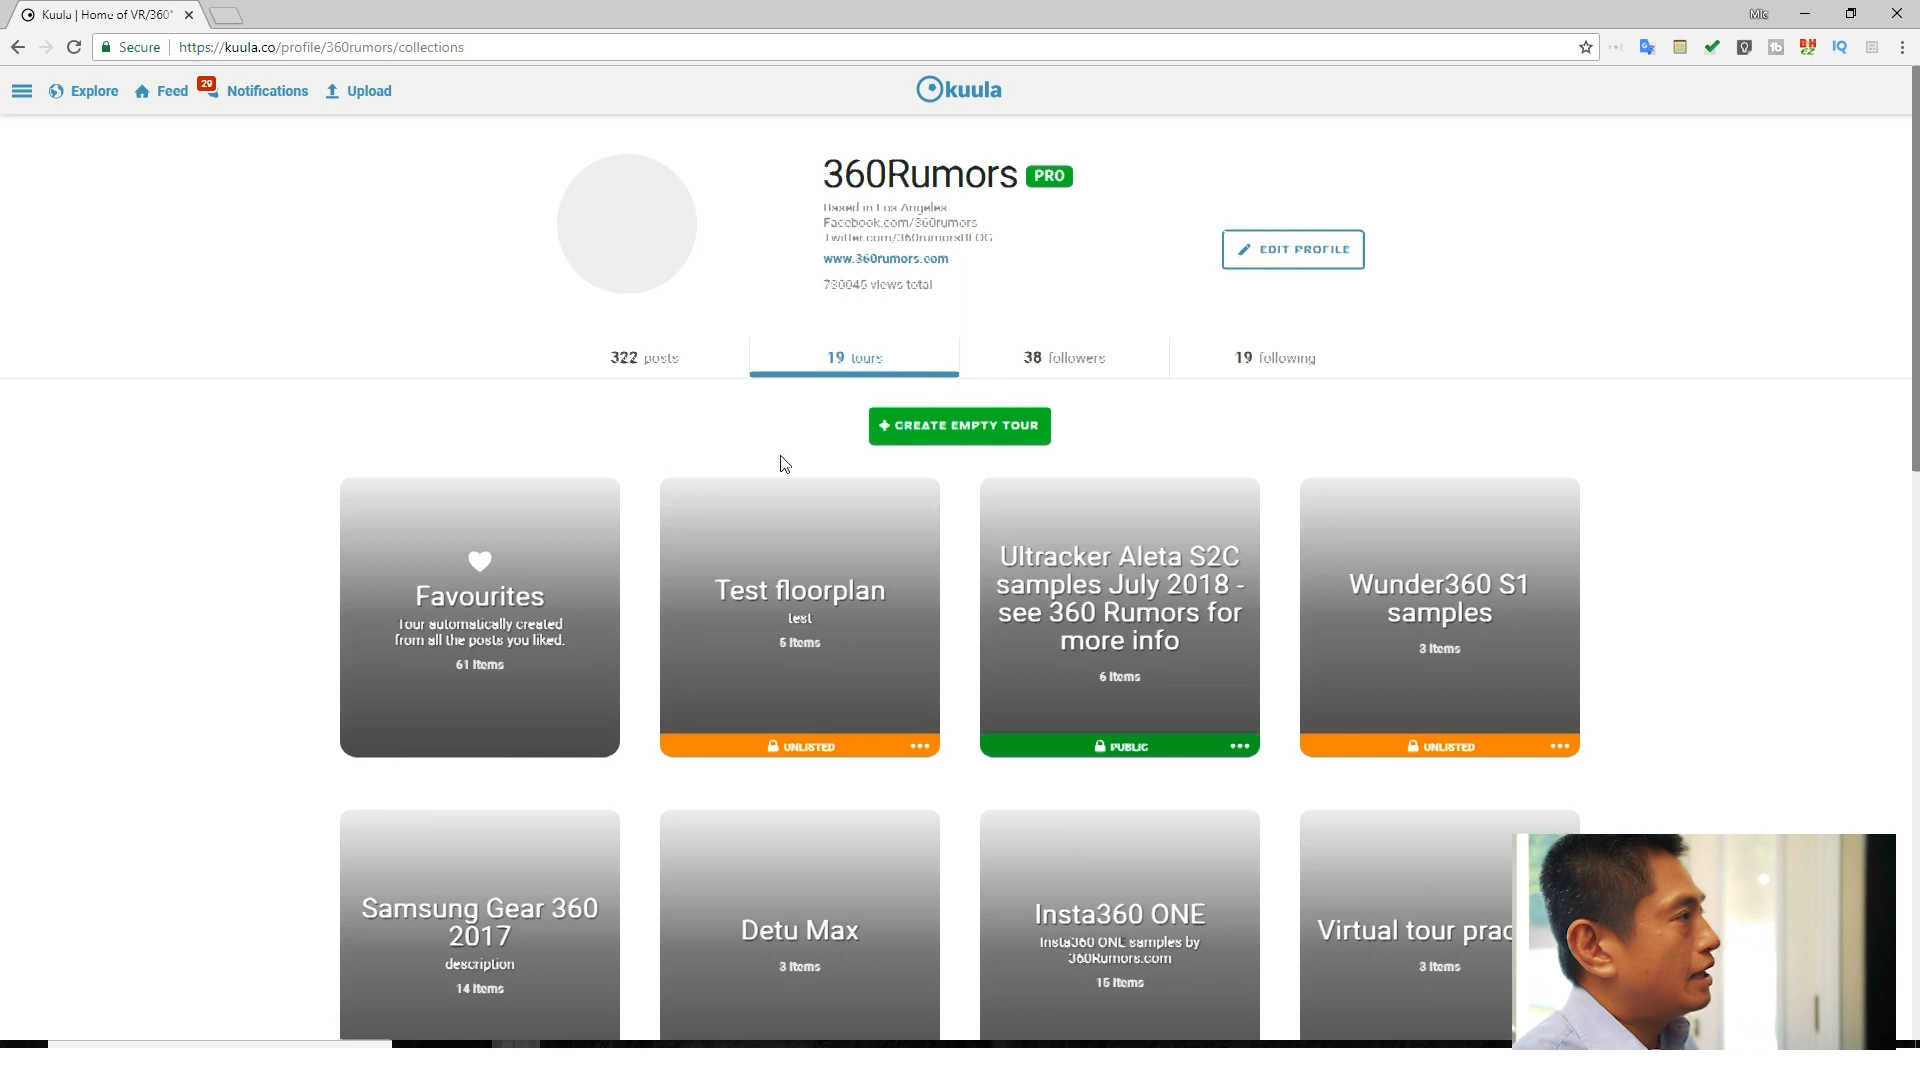 Kuula | Home of VR/360°
Mic
Secure
https://kuula.co/profile/360rumors/collections
Explore
Feed
29
Notifications
Upload
kuula
360Rumors PRO
Based in Los Angeles.
Facebook.com/360rumors
Twitter.com/360rumorsBLOG
www.360rumors.com
730045 views total
EDIT PROFILE
322 posts
19 tours
38 followers
19 following
CREATE EMPTY TOUR
Favourites
Tour automatically created
from all the posts you liked.
61 Items
Test floorplan
test
5 Items
UNLISTED
Ultracker Aleta S2C
samples July 2018 -
see 360 Rumors for
more info
6 Items
PUBLIC
Wunder360 S1
samples
3 Items
UNLISTED
Samsung Gear 360
2017
description
14 Items
Detu Max
3 Items
Insta360 ONE
Insta360 ONE samples by
360Rumors.com
15 Items
Virtual tour prac
3 Items